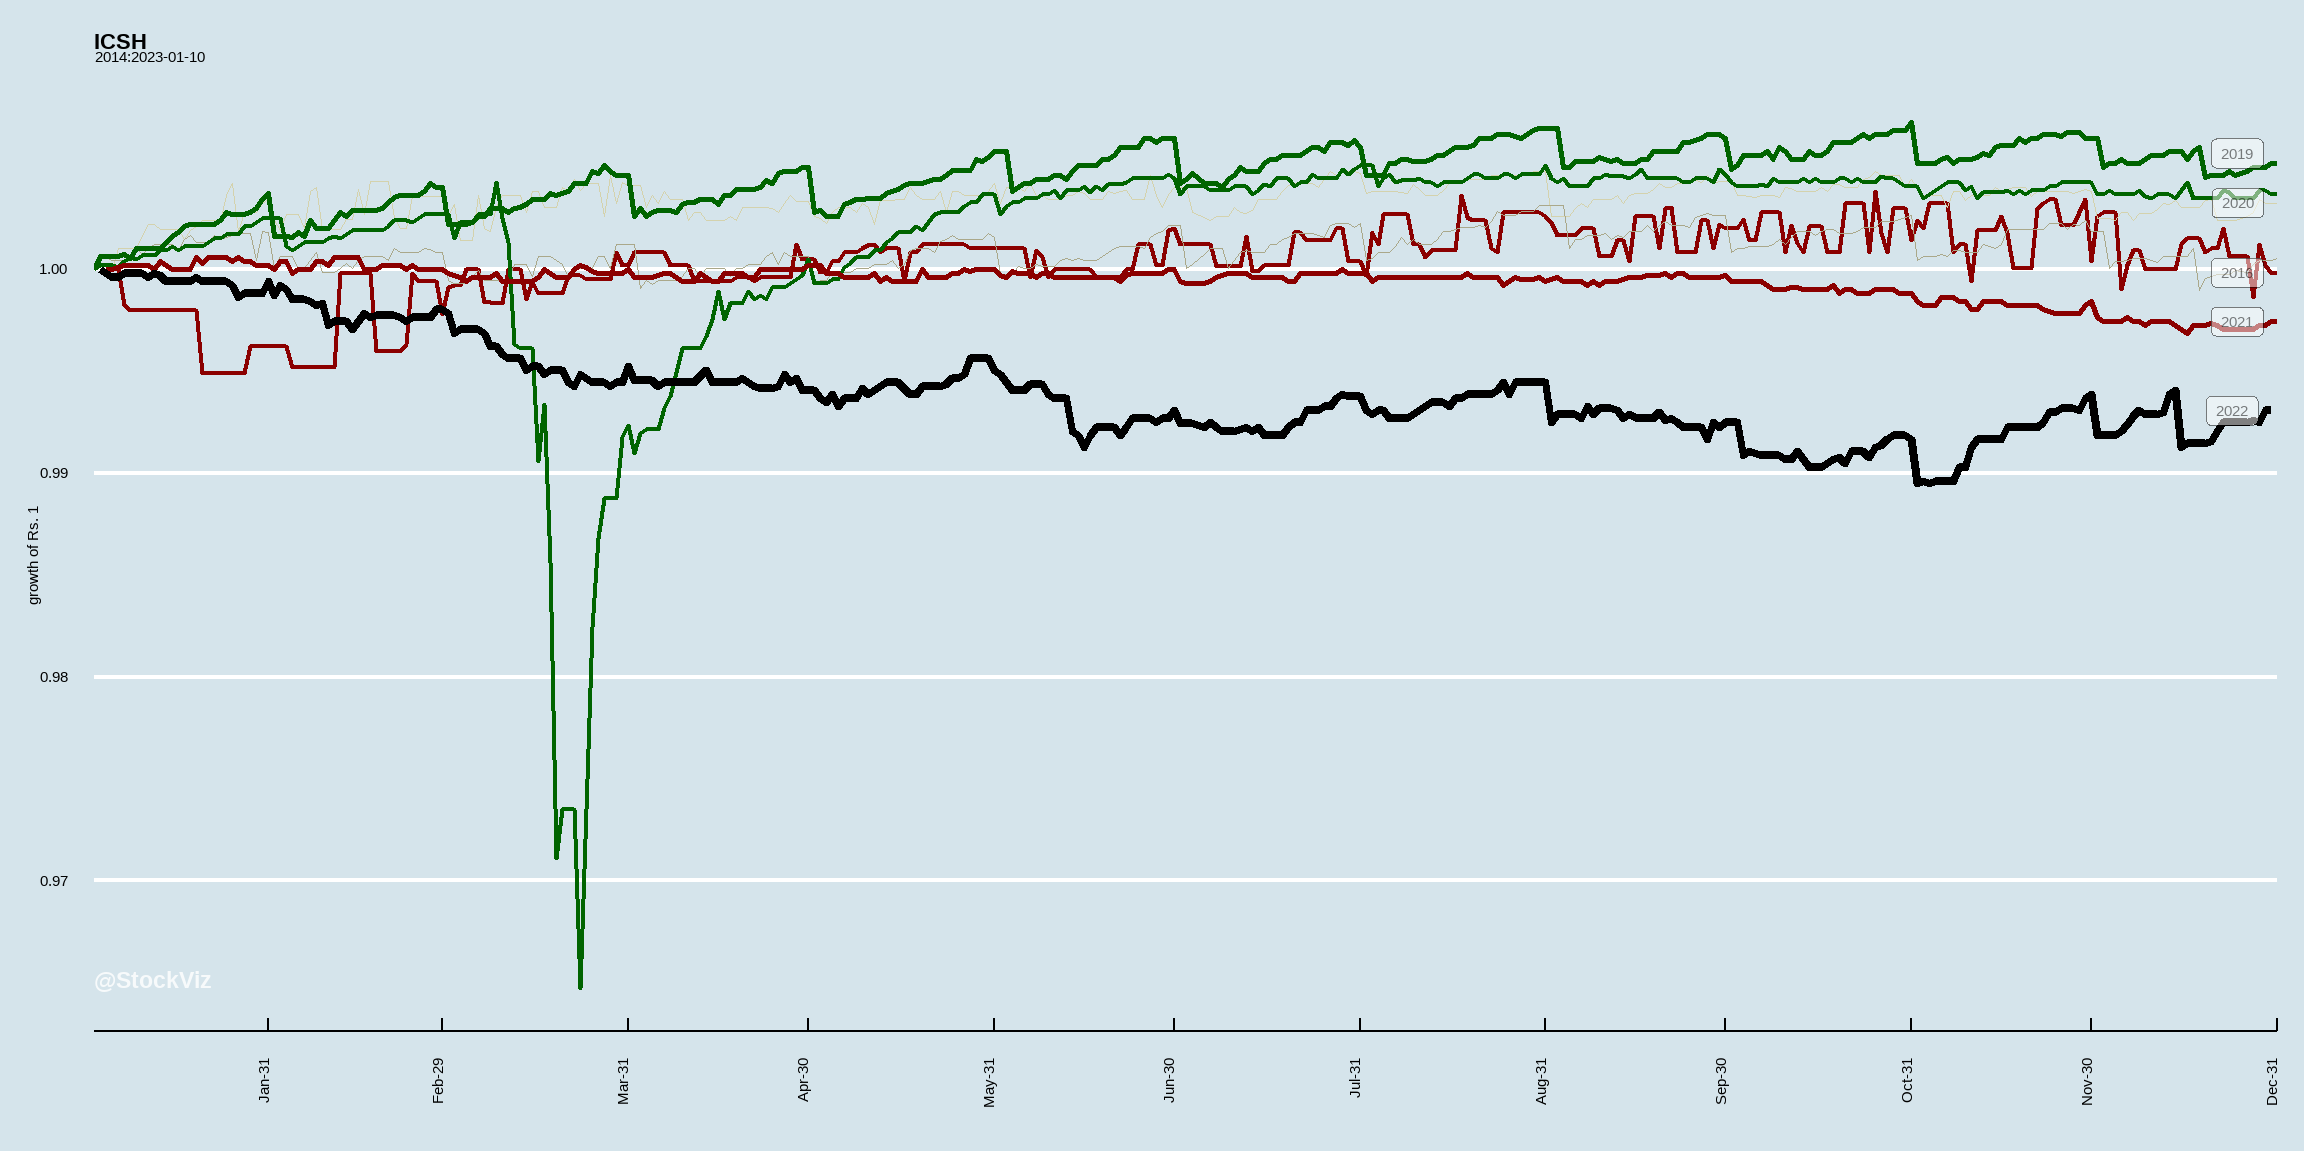 ICSH
2014:2023-01-10
growth of Rs. 1
1.00
0.99
0.98
0.97
2019
2020
2016
2021
2022
@StockViz
Jan-31
Feb-29
Mar-31
Apr-30
May-31
Jun-30
Jul-31
Aug-31
Sep-30
Oct-31
Nov-30
Dec-31